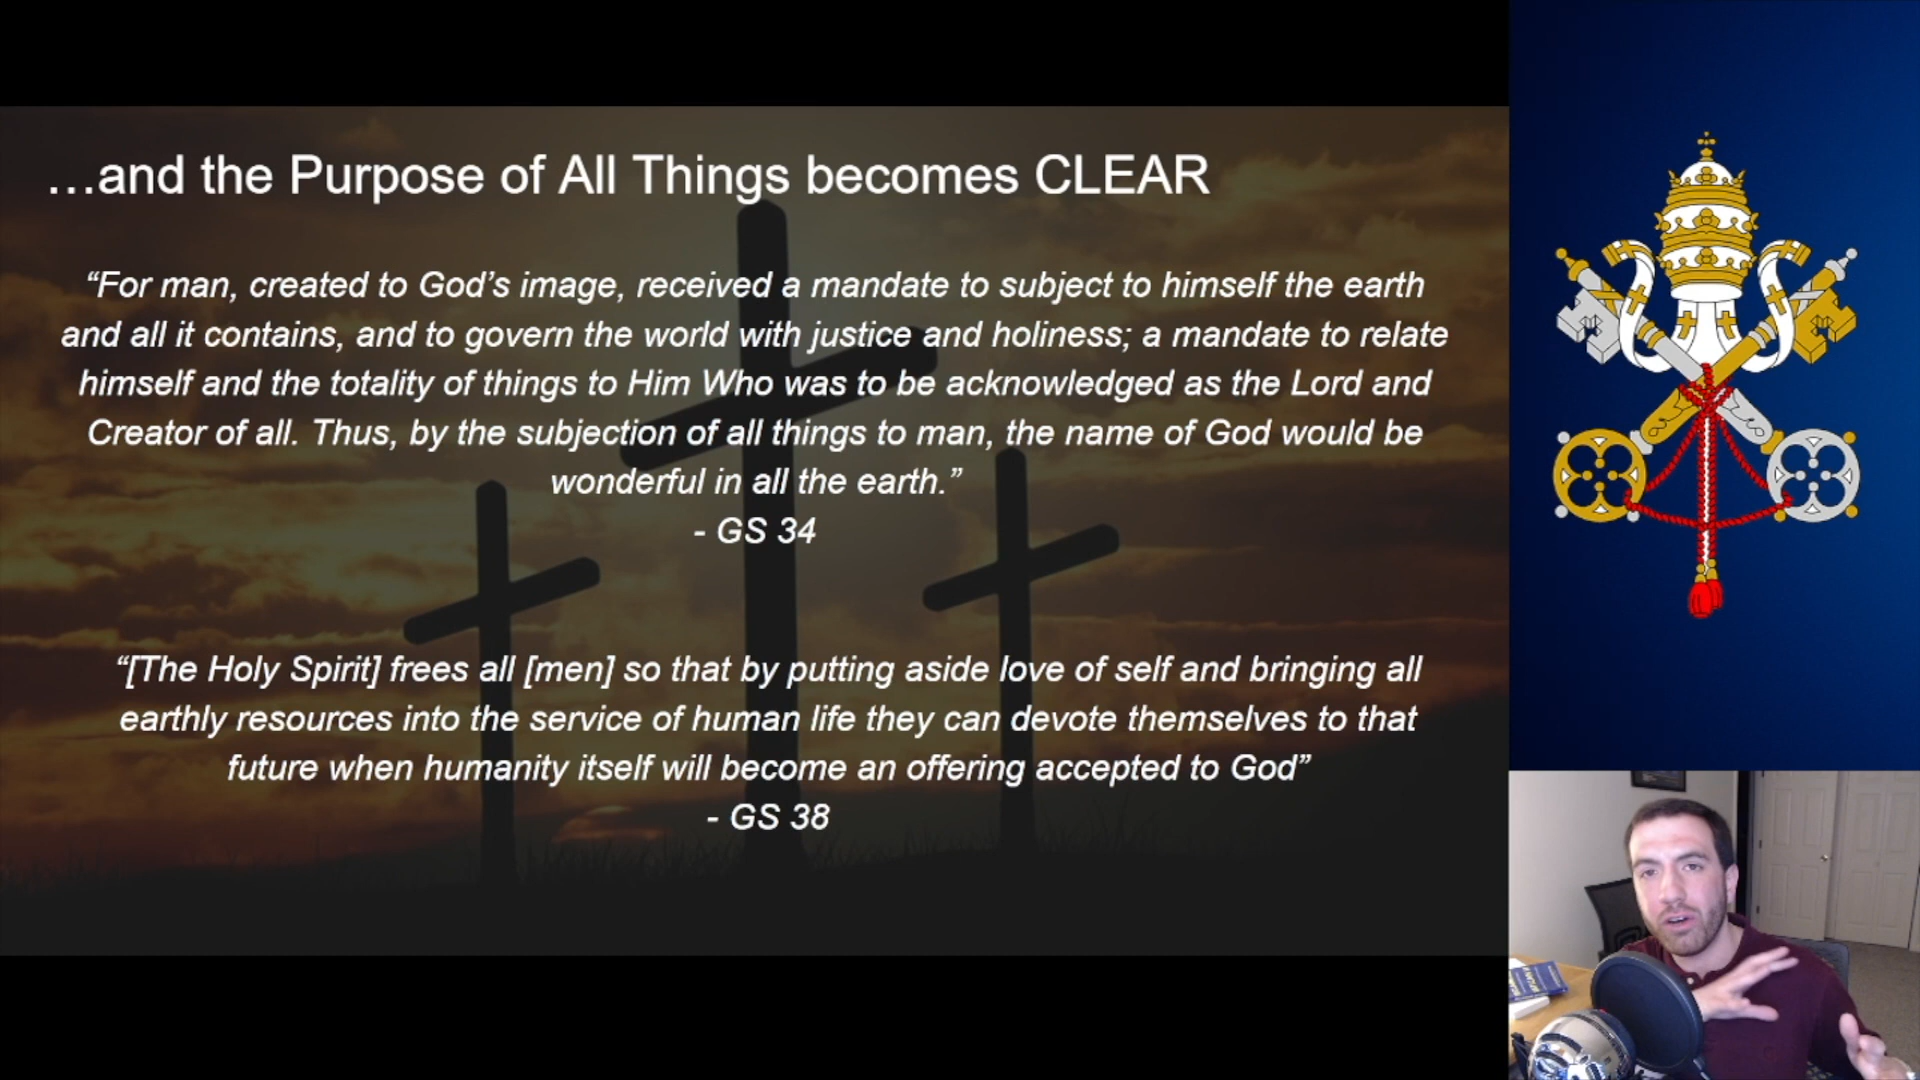 …and the Purpose of All Things becomes CLEAR
“For man, created to God’s image, received a mandate to subject to himself the earth
and all it contains, and to govern the world with justice and holiness; a mandate to relate
himself and the totality of things to Him Who was to be acknowledged as the Lord and
Creator of all. Thus, by the subjection of all things to man, the name of God would be
wonderful in all the earth.”
- GS 34
“[The Holy Spirit] frees all [men] so that by putting aside love of self and bringing all
earthly resources into the service of human life they can devote themselves to that
future when humanity itself will become an offering accepted to God”
- GS 38